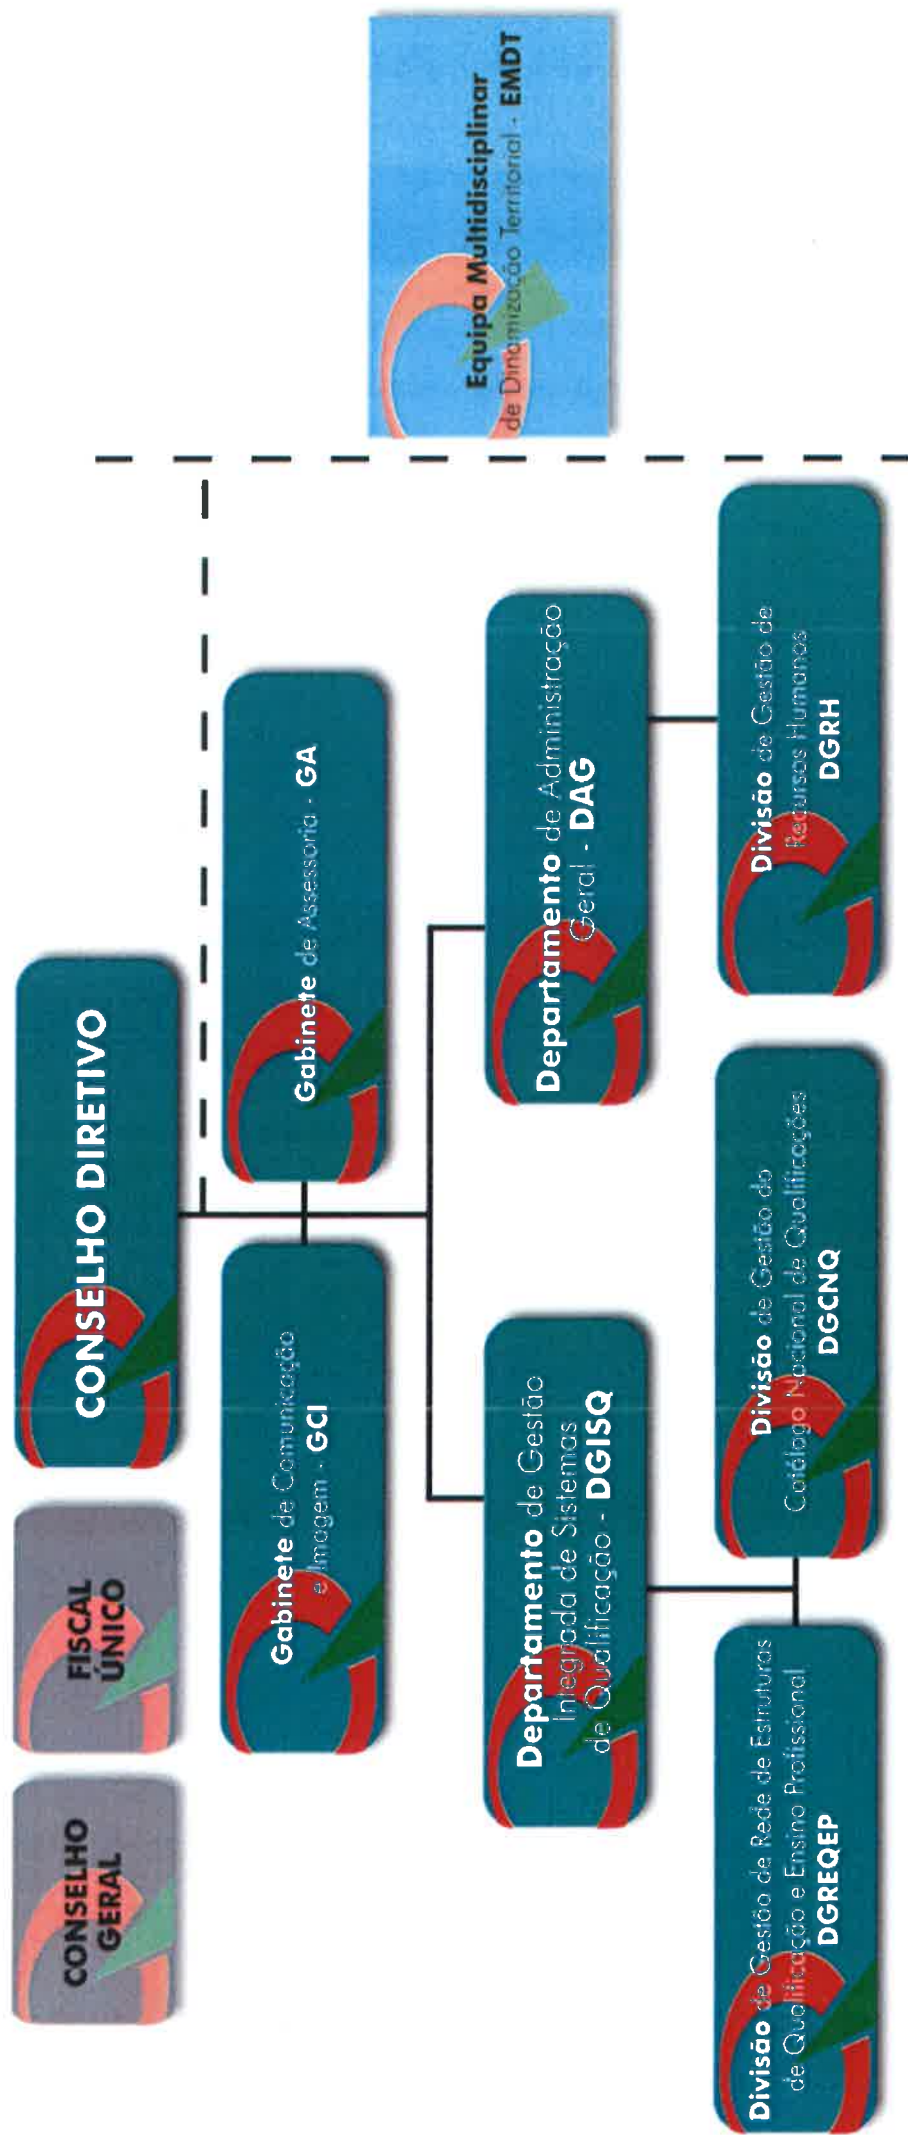 CONSELHO
GERAL
FISCAL
ÚNICO
CONSELHO DIRETIVO
Gabinete de Comunicação
e Imagem - GCI
Gabinete de Assessoria - GA
Equipa Multidisciplinar
de Dinamização Territorial - EMDT
Departamento de Gestão
Integrada de Sistemas
de Qualificação - DGISQ
Departamento de Administração
Geral - DAG
Divisão de Gestão de Rede de Estruturas
de Qualificação e Ensino Profissional
DGREQEP
Divisão de Gestão do
Catálogo Nacional de Qualificações
DGCNQ
Divisão de Gestão de
Recursos Humanos
DGRH